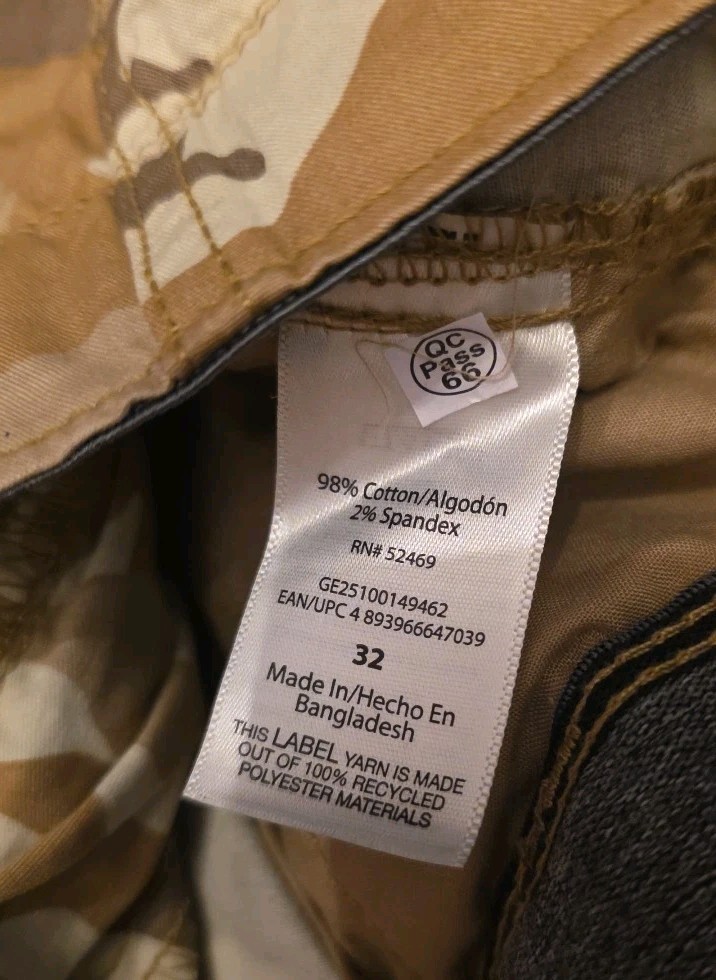 QC
Pass
66
98% Cotton/Algodón
2% Spandex
RN# 52469
GE25100149462
EAN/UPC 4 893966647039
32
Made In/Hecho En
Bangladesh
THIS LABEL YARN IS MADE
OUT OF 100% RECYCLED
POLYESTER MATERIALS